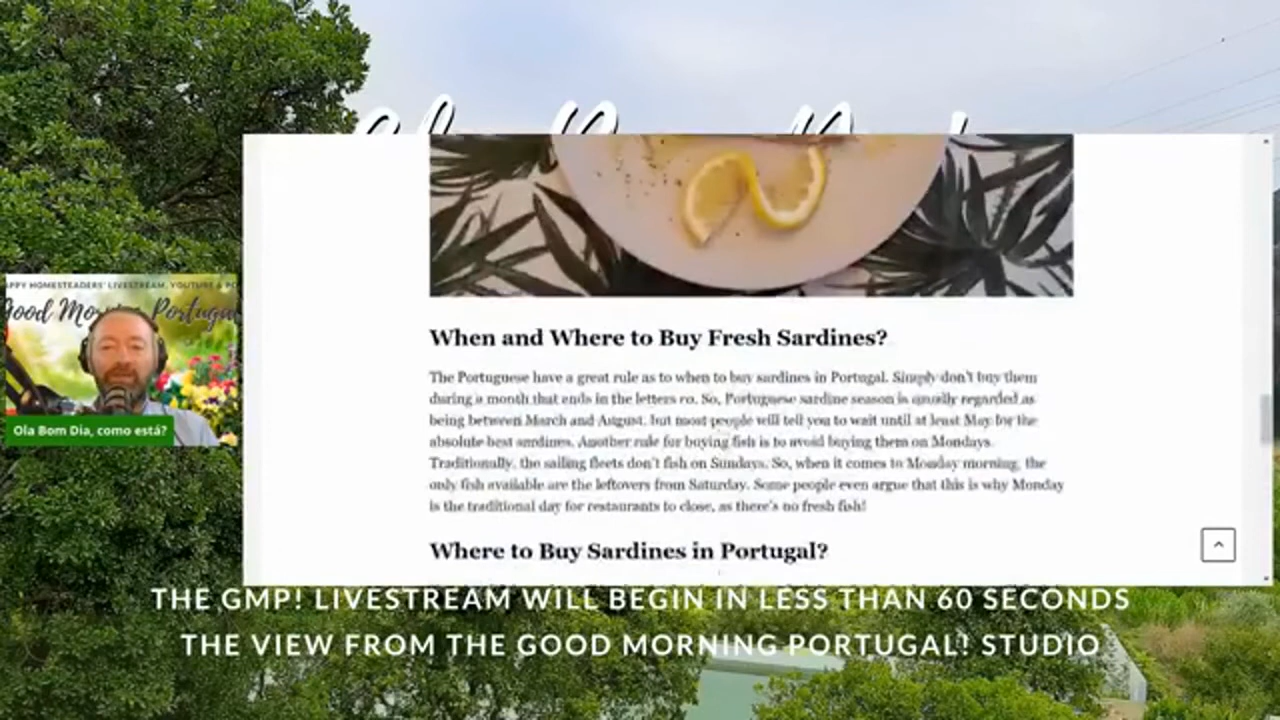 APPY HOMESTEADERS' LIVESTREAM, YOUTUBE & PO
Good Morning Portugal
Ola Bom Dia, como está?
When and Where to Buy Fresh Sardines?
The Portuguese have a great rule as to when to buy sardines in Portugal. Simply don't buy them
during a month that ends in the letters ro. So, Portuguese sardine season is usually regarded as
being between March and August, but most people will tell you to wait until at least May for the
absolute best sardines. Another rule for buying fish is to avoid buying them on Mondays.
Traditionally, the sailing fleets don't fish on Sundays. So, when it comes to Monday morning, the
only fish available are the leftovers from Saturday. Some people even argue that this is why Monday
is the traditional day for restaurants to close, as there's no fresh fish!
Where to Buy Sardines in Portugal?
THE GMP! LIVESTREAM WILL BEGIN IN LESS THAN 60 SECONDS
THE VIEW FROM THE GOOD MORNING PORTUGAL! STUDIO